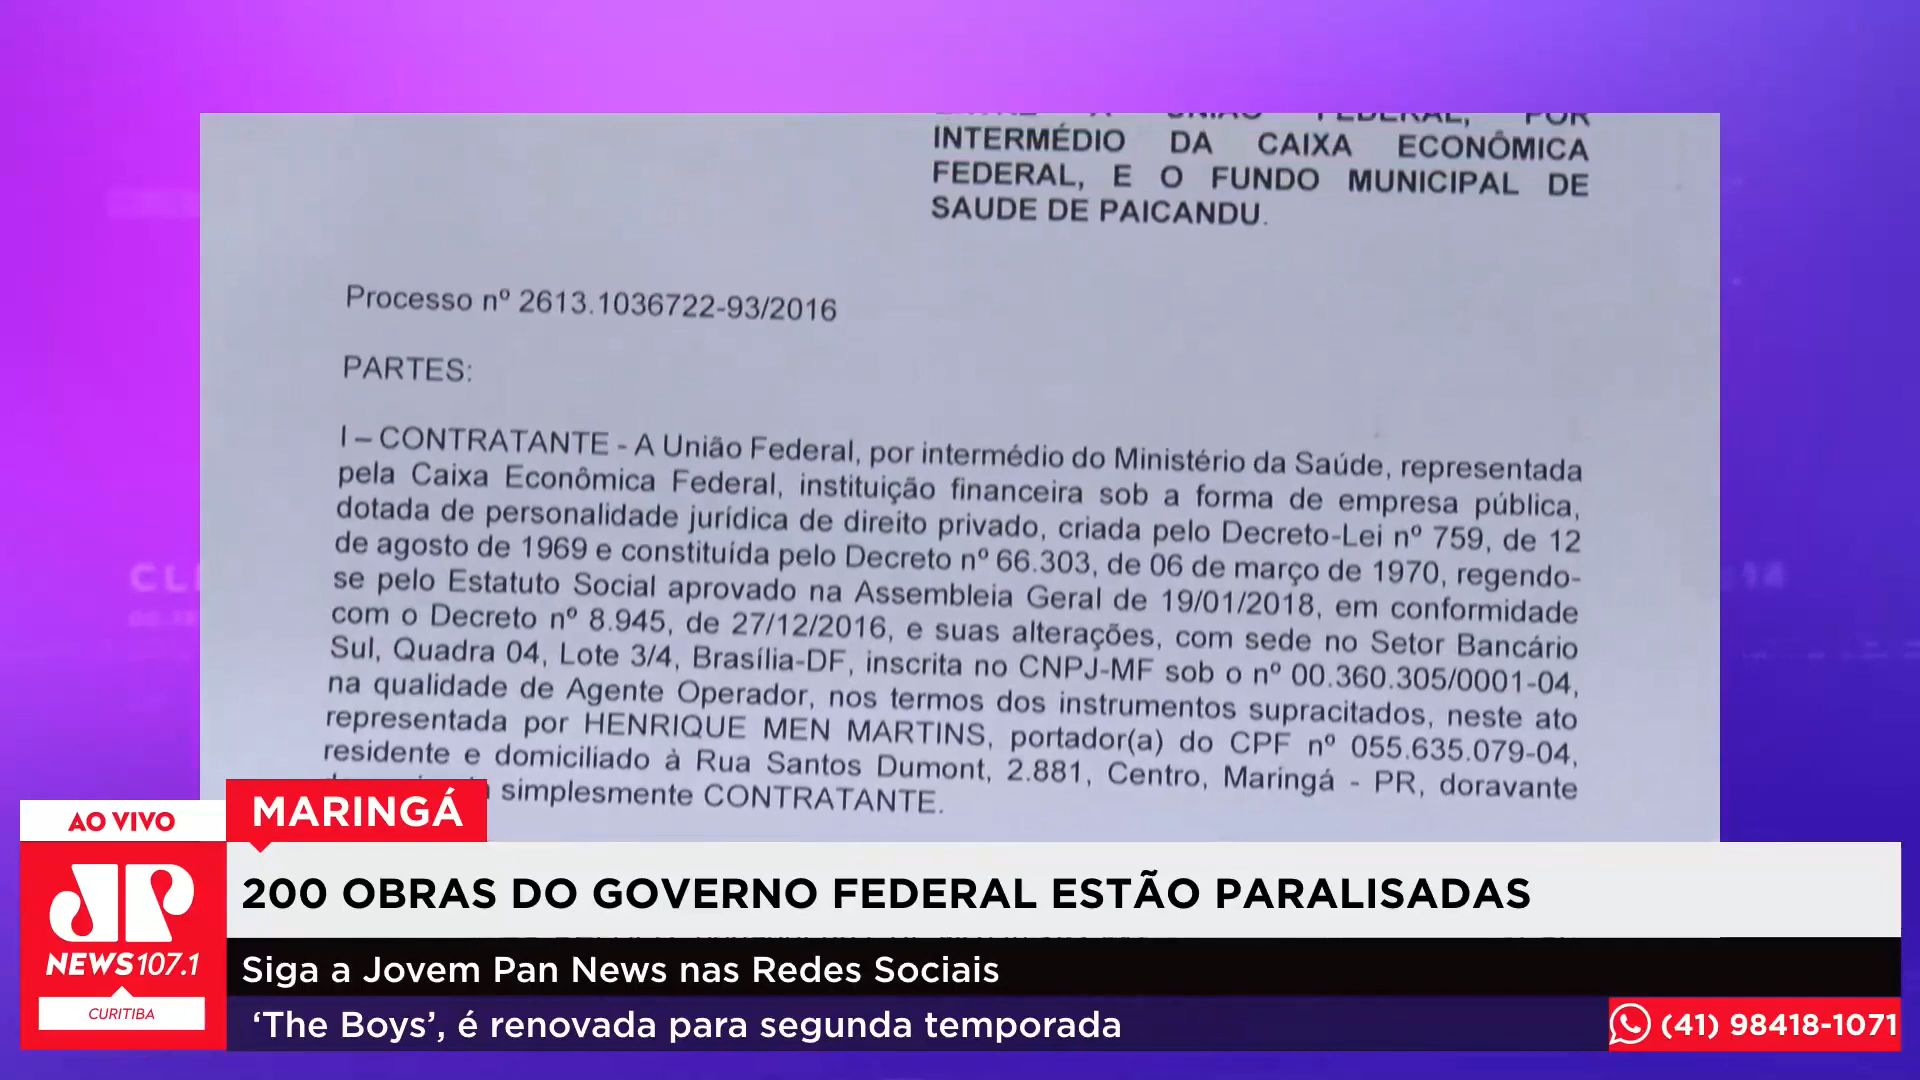 ENTRE A UNIÃO FEDERAL, POR
INTERMÉDIO DA CAIXA ECONÔMICA
FEDERAL, E O FUNDO MUNICIPAL DE
SAUDE DE PAICANDU.
Processo nº 2613.1036722-93/2016
PARTES:
I – CONTRATANTE - A União Federal, por intermédio do Ministério da Saúde, representada
pela Caixa Econômica Federal, instituição financeira sob a forma de empresa pública,
dotada de personalidade jurídica de direito privado, criada pelo Decreto-Lei nº 759, de 12
de agosto de 1969 e constituída pelo Decreto nº 66.303, de 06 de março de 1970, regendo-
se pelo Estatuto Social aprovado na Assembleia Geral de 19/01/2018, em conformidade
com o Decreto nº 8.945, de 27/12/2016, e suas alterações, com sede no Setor Bancário
Sul, Quadra 04, Lote 3/4, Brasília-DF, inscrita no CNPJ-MF sob o nº 00.360.305/0001-04,
na qualidade de Agente Operador, nos termos dos instrumentos supracitados, neste ato
representada por HENRIQUE MEN MARTINS, portador(a) do CPF nº 055.635.079-04,
residente e domiciliado à Rua Santos Dumont, 2.881, Centro, Maringá - PR, doravante
simplesmente CONTRATANTE.
MARINGÁ
AO VIVO
200 OBRAS DO GOVERNO FEDERAL ESTÃO PARALISADAS
JP
NEWS 107.1
CURITIBA
Siga a Jovem Pan News nas Redes Sociais
‘The Boys’, é renovada para segunda temporada
(41) 98418-1071